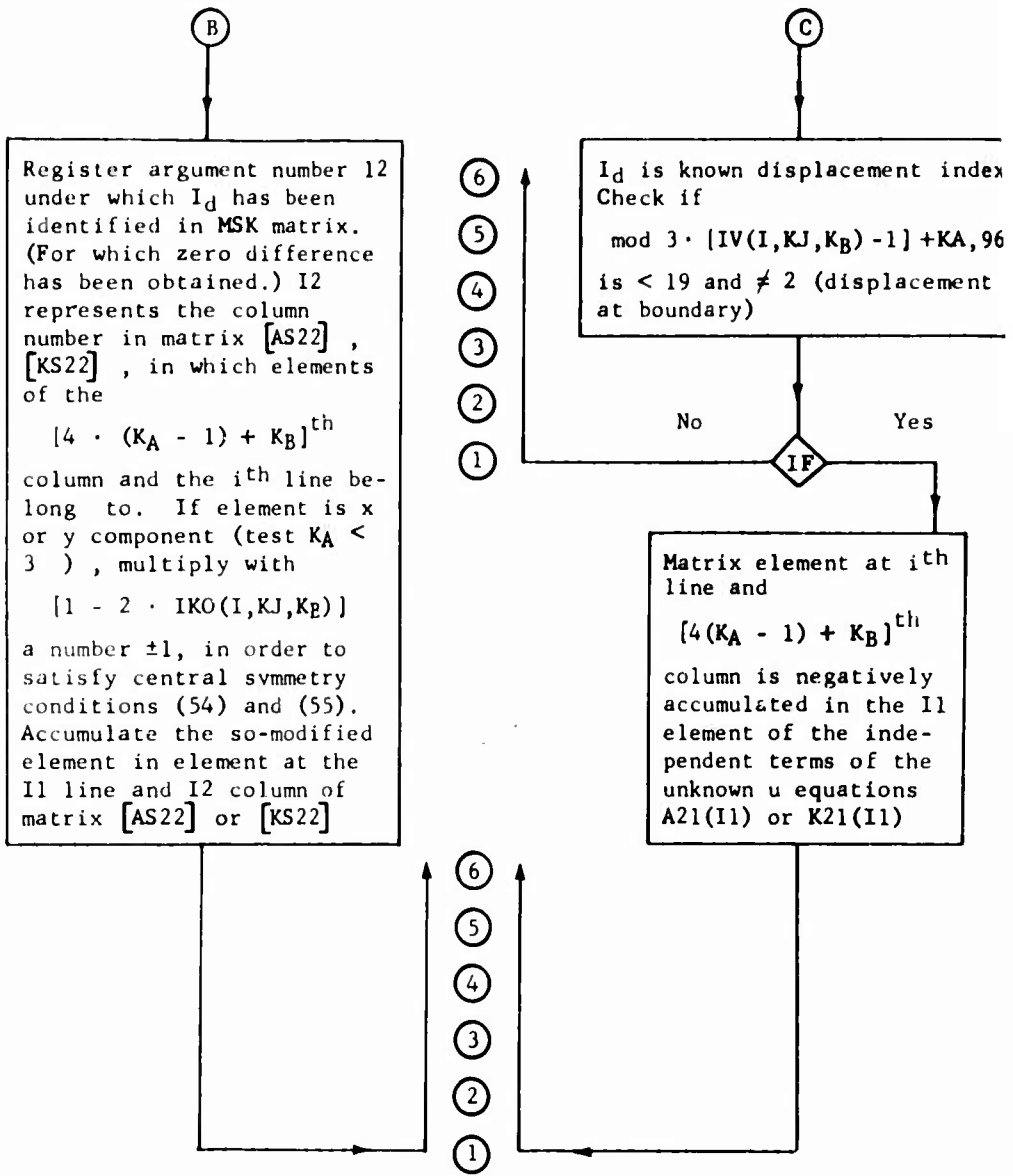 B
Register argument number 12
under which Id has been
identified in MSK matrix.
(For which zero difference
has been obtained.) I2
represents the column
number in matrix [AS22] ,
[KS22] , in which elements
of the
[4 · (KA - 1) + KB]th
column and the ith line be-
long to. If element is x
or y component (test KA <
3 ) , multiply with
[1 - 2 · IKO(I,KJ,KB)]
a number ±1, in order to
satisfy central symmetry
conditions (54) and (55).
Accumulate the so-modified
element in element at the
I1 line and I2 column of
matrix [AS22] or [KS22]
C
6
5
4
3
2
1
Id is known displacement index
Check if
mod 3 · [IV(I,KJ,KB) -1] +KA,96
is < 19 and ≠ 2 (displacement
at boundary)
No
Yes
IF
Matrix element at ith
line and
[4(KA - 1) + KB]th
column is negatively
accumulated in the I1
element of the inde-
pendent terms of the
unknown u equations
A21(I1) or K21(I1)
6
5
4
3
2
1